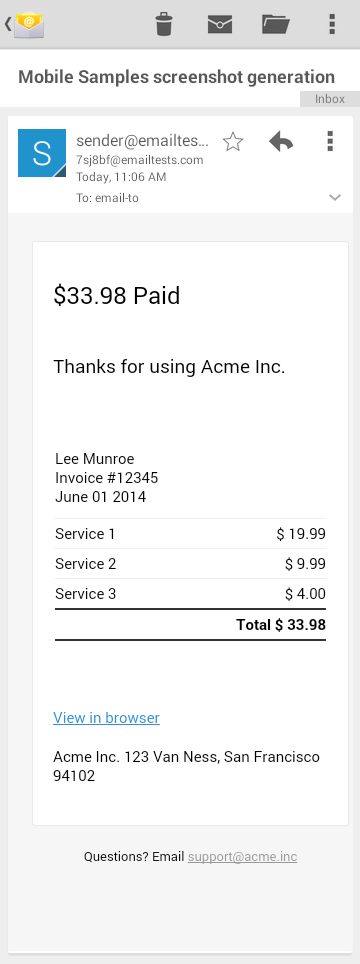 Mobile Samples screenshot generation
Inbox
S
sender@emailtes...
7sj8bf@emailtests.com
Today, 11:06 AM
To: email-to
$33.98 Paid
Thanks for using Acme Inc.
Lee Munroe
Invoice #12345
June 01 2014
Service 1 $ 19.99
Service 2 $ 9.99
Service 3 $ 4.00
Total $ 33.98
View in browser
Acme Inc. 123 Van Ness, San Francisco
94102
Questions? Email support@acme.inc